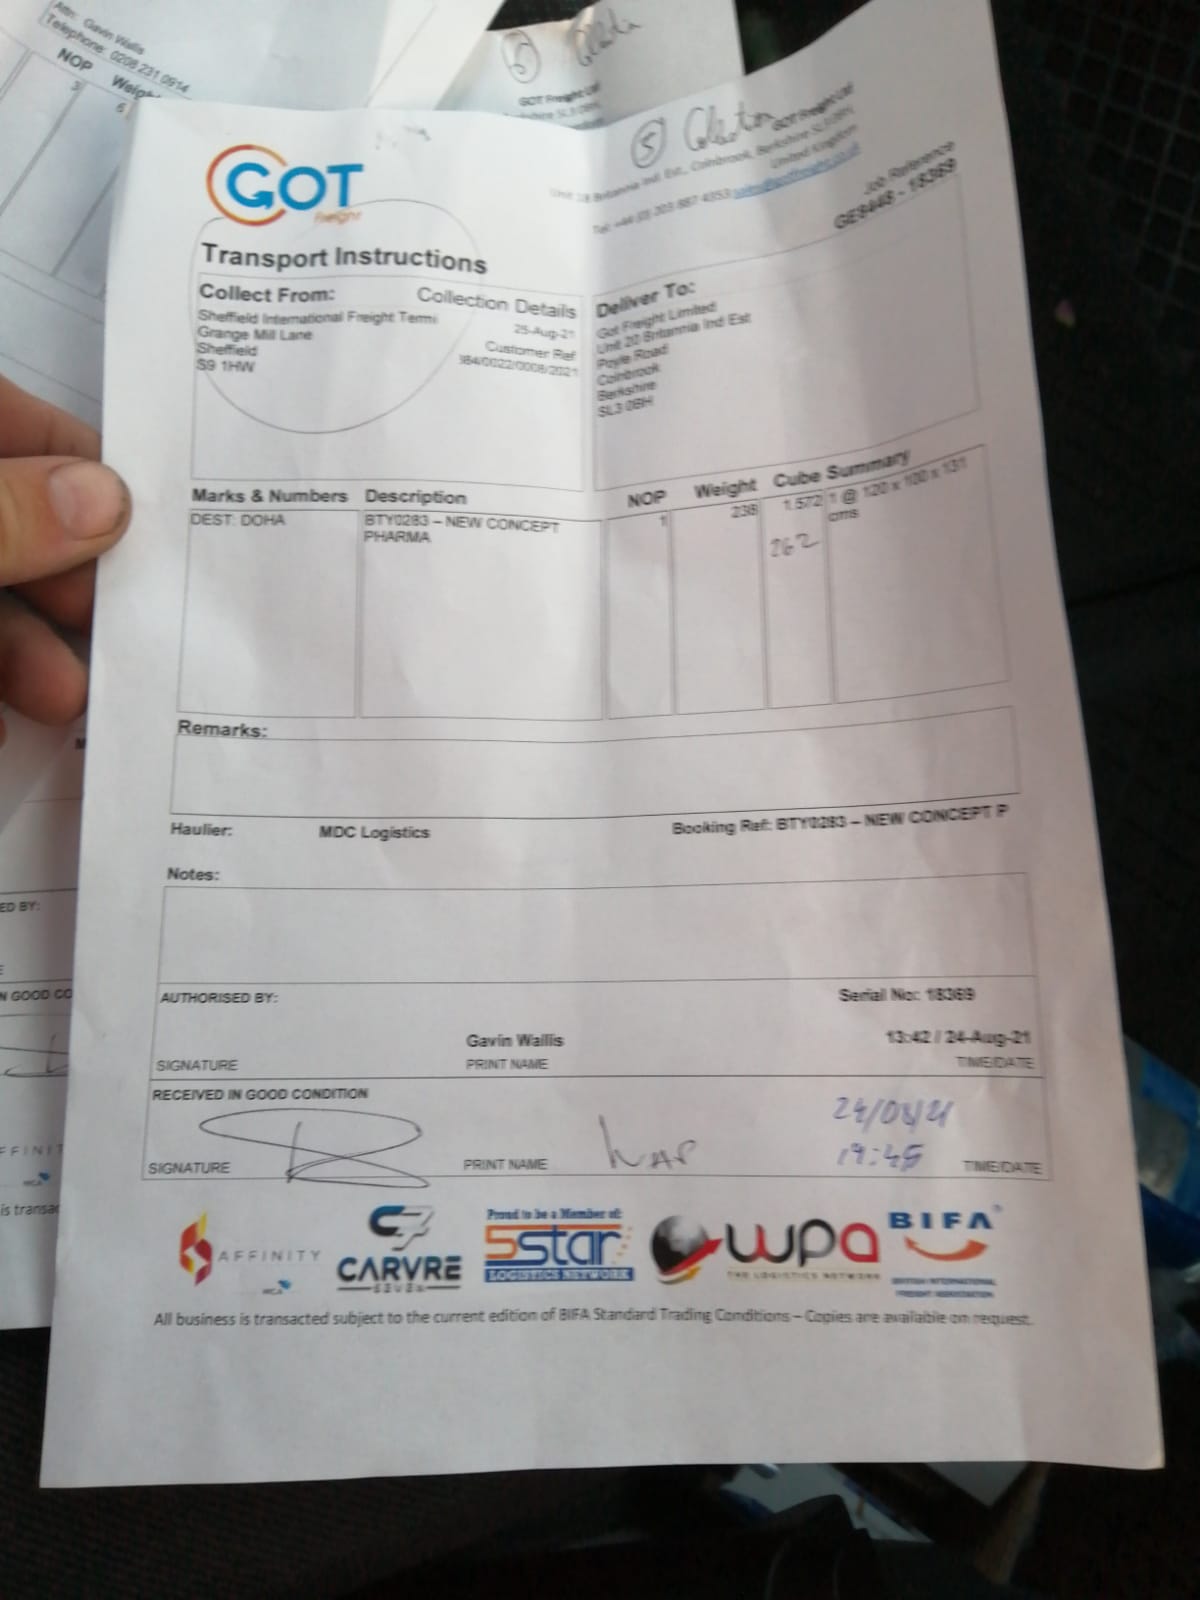 Attn: Gavin Wallis
Telephone: 0208 231 0914
NOP Weight
3 6
5
GOT Freight Ltd
5 Collection
GOT Freight Ltd
Unit 18 Britannia Ind. Est., Colnbrook, Berkshire SL3 0BH,
United Kingdom
Tel: +44 (0) 203 887 4353
GOT
Freight
Job Reference
GE8448 - 18369
Transport Instructions
Collect From: Collection Details
Sheffield International Freight Termi
25-Aug-21
Grange Mill Lane
Customer Ref
Sheffield
384/0022/0008/2021
S9 1HW
Deliver To:
Got Freight Limited
Unit 20 Britannia Ind Est
Poyle Road
Colnbrook
Berkshire
SL3 0BH
Marks & Numbers Description NOP Weight Cube Summary
DEST: DOHA BTY0283 – NEW CONCEPT 1 238 1.572 1 @ 120 x 100 x 131
PHARMA cms
262
Remarks:
Haulier: MDC Logistics Booking Ref: BTY0283 – NEW CONCEPT P
Notes:
AUTHORISED BY: Serial No: 18369
Gavin Wallis 13:42 / 24-Aug-21
SIGNATURE PRINT NAME TIME/DATE
RECEIVED IN GOOD CONDITION
24/08/21
SIGNATURE PRINT NAME 19:45 TIME/DATE
AFFINITY
WCA
CARVRE
SEVEN
Proud to be a Member of:
5star
LOGISTICS NETWORK
wpa
THE LOGISTICS NETWORK
BIFA
BRITISH INTERNATIONAL
FREIGHT ASSOCIATION
All business is transacted subject to the current edition of BIFA Standard Trading Conditions – Copies are available on request.
ED BY:
N GOOD CO
FFINIT
is transac